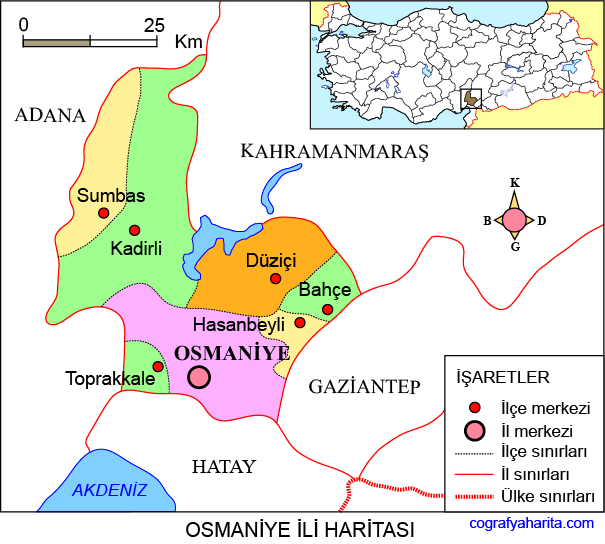 0 25
Km
ADANA
KAHRAMANMARAŞ
Sumbas
Kadirli
K
B D
G
Düziçi
Bahçe
Hasanbeyli
OSMANİYE
Toprakkale
GAZİANTEP
HATAY
AKDENİZ
İŞARETLER
İlçe merkezi
İl merkezi
İlçe sınırları
İl sınırları
Ülke sınırları
OSMANİYE İLİ HARİTASI
cografyaharita.com